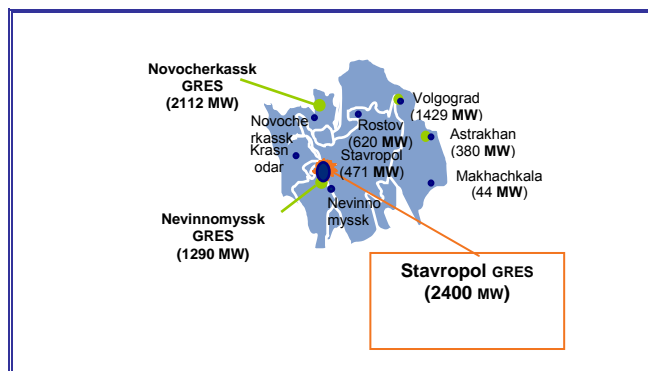 Novocherkassk
GRES
(2112 MW)
Volgograd
(1429 MW)
Novoche
rkassk
Rostov
(620 MW)
Astrakhan
(380 MW)
Krasn
odar
Stavropol
(471 MW)
Makhachkala
(44 MW)
Nevinno
myssk
Nevinnomyssk
GRES
(1290 MW)
Stavropol GRES
(2400 MW)